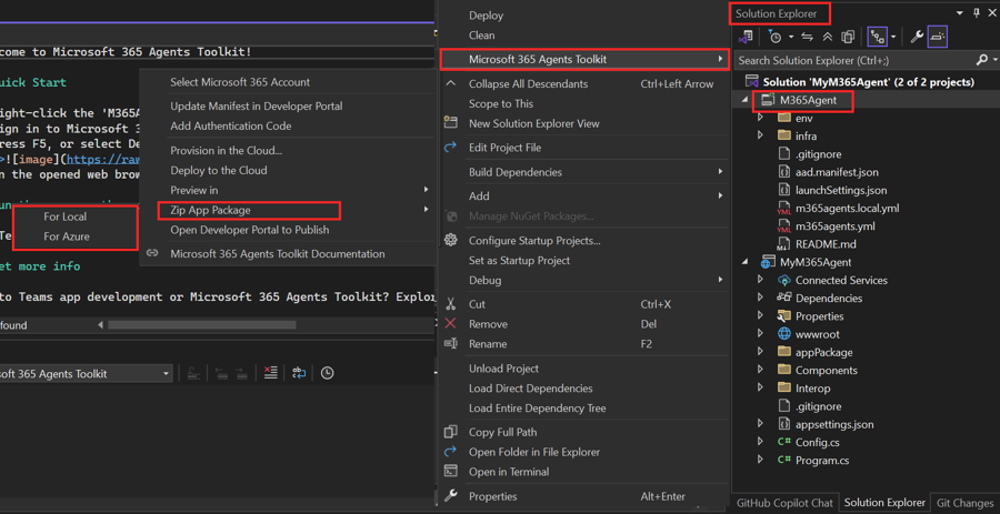 come to Microsoft 365 Agents Toolkit!
uick Start
ight-click the 'M365A
ign in to Microsoft 3
ress F5, or select De
>![image](https://raw
n the opened web brow
et more info
to Teams app development or Microsoft 365 Agents Toolkit? Explor
found
soft 365 Agents Toolkit
For Local
For Azure
Select Microsoft 365 Account
Update Manifest in Developer Portal
Add Authentication Code
Provision in the Cloud...
Deploy to the Cloud
Preview in
Zip App Package
Open Developer Portal to Publish
Microsoft 365 Agents Toolkit Documentation
Deploy
Clean
Microsoft 365 Agents Toolkit
Collapse All Descendants Ctrl+Left Arrow
Scope to This
New Solution Explorer View
Edit Project File
Build Dependencies
Add
Manage NuGet Packages...
Configure Startup Projects...
Set as Startup Project
Debug
Cut Ctrl+X
Remove Del
Rename F2
Unload Project
Load Direct Dependencies
Load Entire Dependency Tree
Copy Full Path
Open Folder in File Explorer
Open in Terminal
Properties Alt+Enter
Solution Explorer
Search Solution Explorer (Ctrl+;)
Solution 'MyM365Agent' (2 of 2 projects)
M365Agent
env
infra
.gitignore
aad.manifest.json
launchSettings.json
YML m365agents.local.yml
YML m365agents.yml
M↓ README.md
MyM365Agent
Connected Services
Dependencies
Properties
wwwroot
appPackage
Components
Interop
.gitignore
appsettings.json
C# Config.cs
C# Program.cs
GitHub Copilot Chat Solution Explorer Git Changes